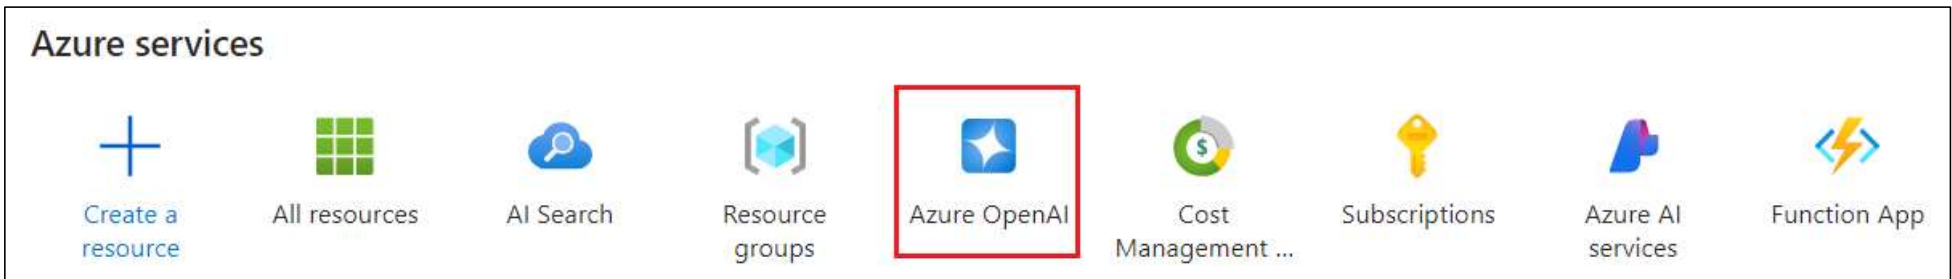 Azure services
Create a
resource
All resources
AI Search
Resource
groups
Azure OpenAI
$
Cost
Management ...
Subscriptions
Azure AI
services
Function App